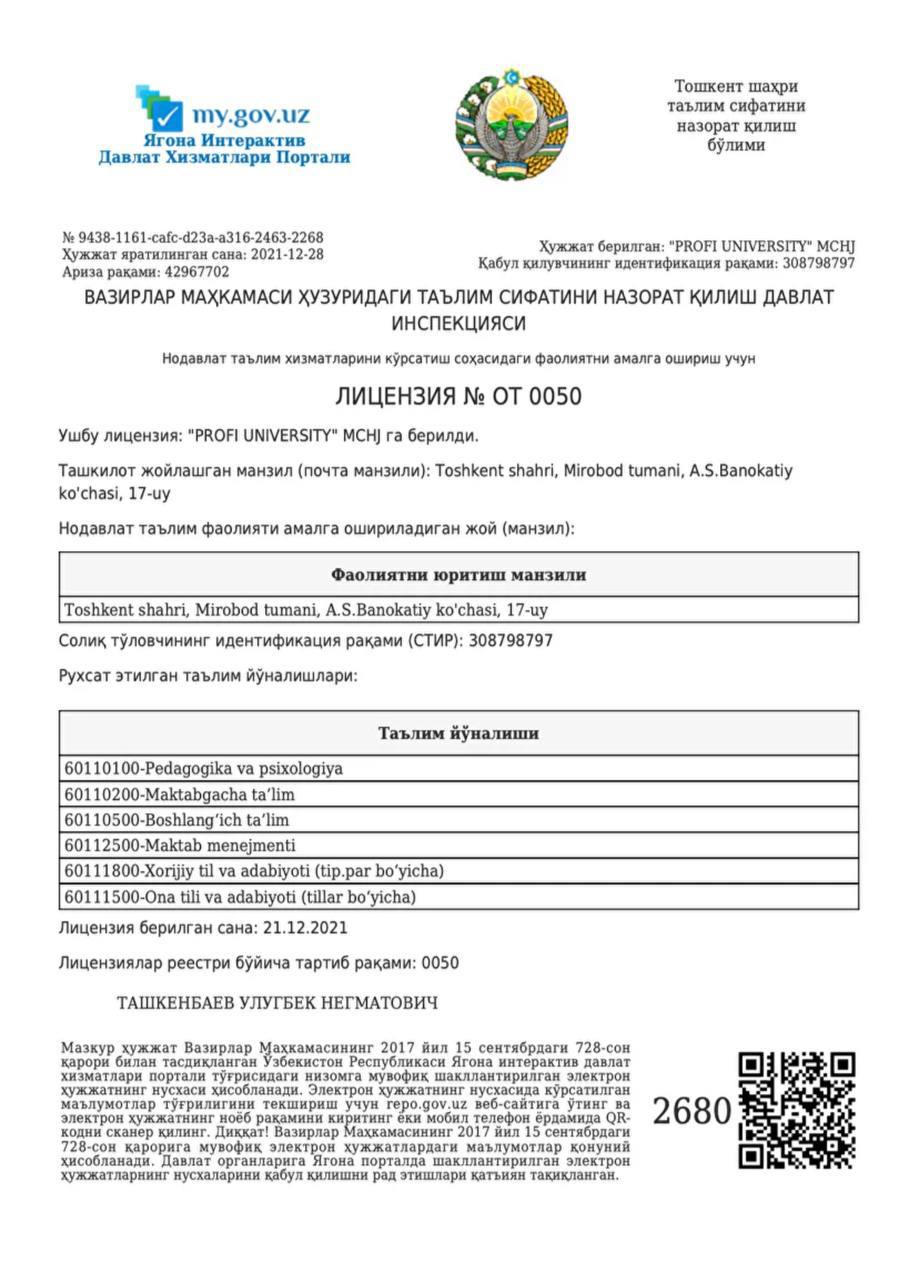 my.gov.uz
Ягона Интерактив
Давлат Хизматлари Портали
Тошкент шаҳри
таълим сифатини
назорат қилиш
бўлими
№ 9438-1161-cafc-d23a-a316-2463-2268
Ҳужжат яратилинган сана: 2021-12-28
Ариза рақами: 42967702
Ҳужжат берилган: "PROFI UNIVERSITY" MCHJ
Қабул қилувчининг идентификация рақами: 308798797
ВАЗИРЛАР МАҲКАМАСИ ҲУЗУРИДАГИ ТАЪЛИМ СИФАТИНИ НАЗОРАТ ҚИЛИШ ДАВЛАТ
ИНСПЕКЦИЯСИ
Нодавлат таълим хизматларини кўрсатиш соҳасидаги фаолиятни амалга ошириш учун
ЛИЦЕНЗИЯ № ОТ 0050
Ушбу лицензия: "PROFI UNIVERSITY" MCHJ га берилди.
Ташкилот жойлашган манзил (почта манзили): Toshkent shahri, Mirobod tumani, A.S.Banokatiy
ko'chasi, 17-uy
Нодавлат таълим фаолияти амалга ошириладиган жой (манзил):
Фаолиятни юритиш манзили
Toshkent shahri, Mirobod tumani, A.S.Banokatiy ko'chasi, 17-uy
Солиқ тўловчининг идентификация рақами (СТИР): 308798797
Рухсат этилган таълим йўналишлари:
Таълим йўналиши
60110100-Pedagogika va psixologiya
60110200-Maktabgacha ta’lim
60110500-Boshlang‘ich ta’lim
60112500-Maktab menejmenti
60111800-Xorijiy til va adabiyoti (tip.par bo‘yicha)
60111500-Ona tili va adabiyoti (tillar bo‘yicha)
Лицензия берилган сана: 21.12.2021
Лицензиялар реестри бўйича тартиб рақами: 0050
ТАШКЕНБАЕВ УЛУГБЕК НЕГМАТОВИЧ
Мазкур ҳужжат Вазирлар Маҳкамасининг 2017 йил 15 сентябрдаги 728-сон
қарори билан тасдиқланган Ўзбекистон Республикаси Ягона интерактив давлат
хизматлари портали тўғрисидаги низомга мувофиқ шакллантирилган электрон
ҳужжатнинг нусхаси ҳисобланади. Электрон ҳужжатнинг нусхасида кўрсатилган
маълумотлар тўғрилигини текшириш учун repo.gov.uz веб-сайтига ўтинг ва
электрон ҳужжатнинг ноёб рақамини киритинг ёки мобил телефон ёрдамида QR-
кодни сканер қилинг. Диққат! Вазирлар Маҳкамасининг 2017 йил 15 сентябрдаги
728-сон қарорига мувофиқ электрон ҳужжатлардаги маълумотлар қонуний
ҳисобланади. Давлат органларига Ягона порталда шакллантирилган электрон
ҳужжатларнинг нусхаларини қабул қилишни рад этишлари қатъиян тақиқланган.
2680